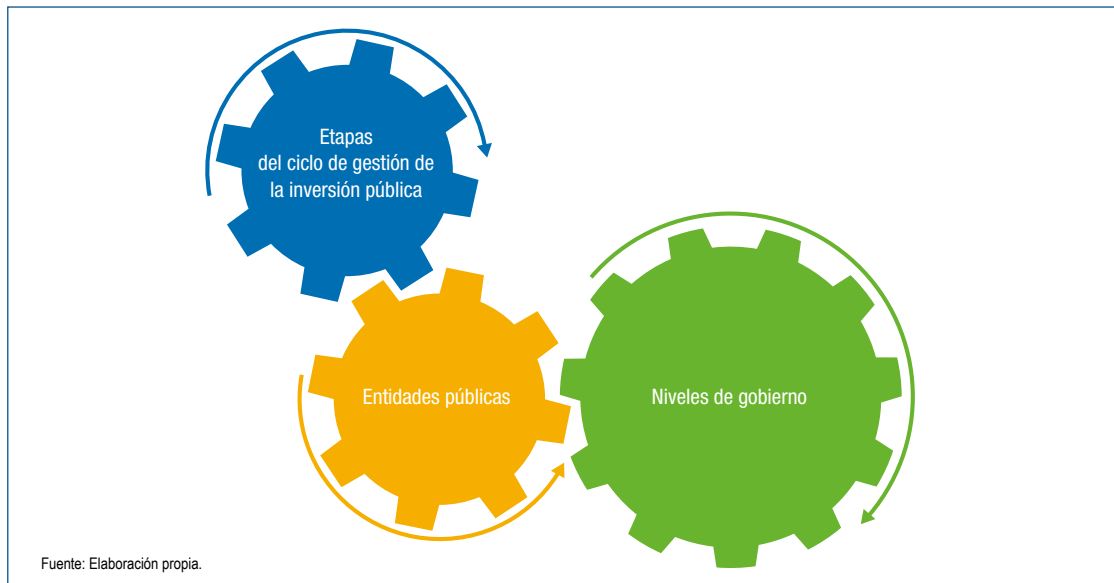 Etapas
del ciclo de gestión de
la inversión pública
Entidades públicas
Niveles de gobierno
Fuente: Elaboración propia.